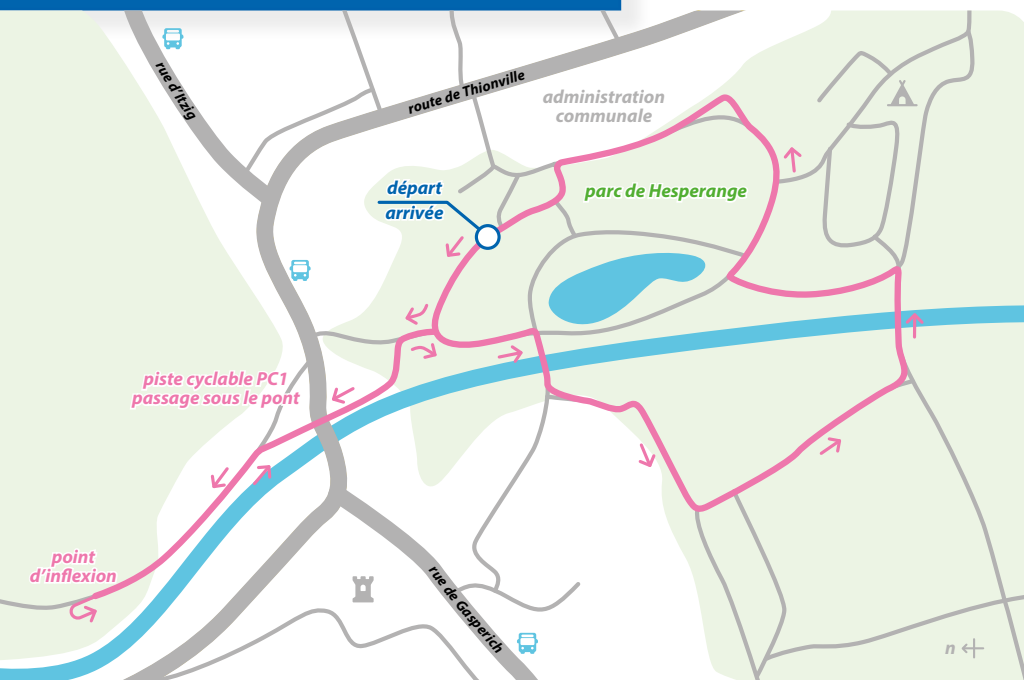 rue d'Itzig
route de Thionville
administration
communale
départ
arrivée
parc de Hesperange
piste cyclable PC1
passage sous le pont
point
d'inflexion
rue de Gasperich
n